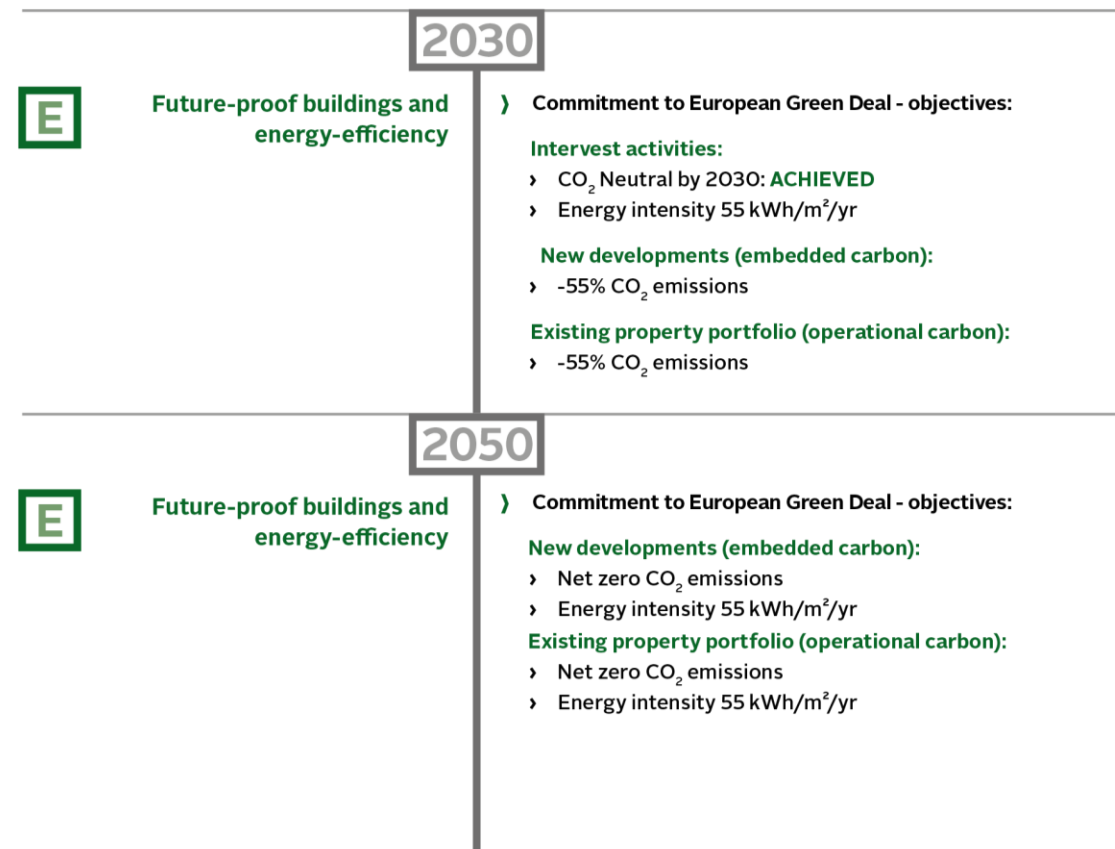 2030
E
Future-proof buildings and
energy-efficiency
❯ Commitment to European Green Deal - objectives:
Intervest activities:
› CO₂ Neutral by 2030: ACHIEVED
› Energy intensity 55 kWh/m²/yr
New developments (embedded carbon):
› -55% CO₂ emissions
Existing property portfolio (operational carbon):
› -55% CO₂ emissions
2050
E
Future-proof buildings and
energy-efficiency
❯ Commitment to European Green Deal - objectives:
New developments (embedded carbon):
› Net zero CO₂ emissions
› Energy intensity 55 kWh/m²/yr
Existing property portfolio (operational carbon):
› Net zero CO₂ emissions
› Energy intensity 55 kWh/m²/yr